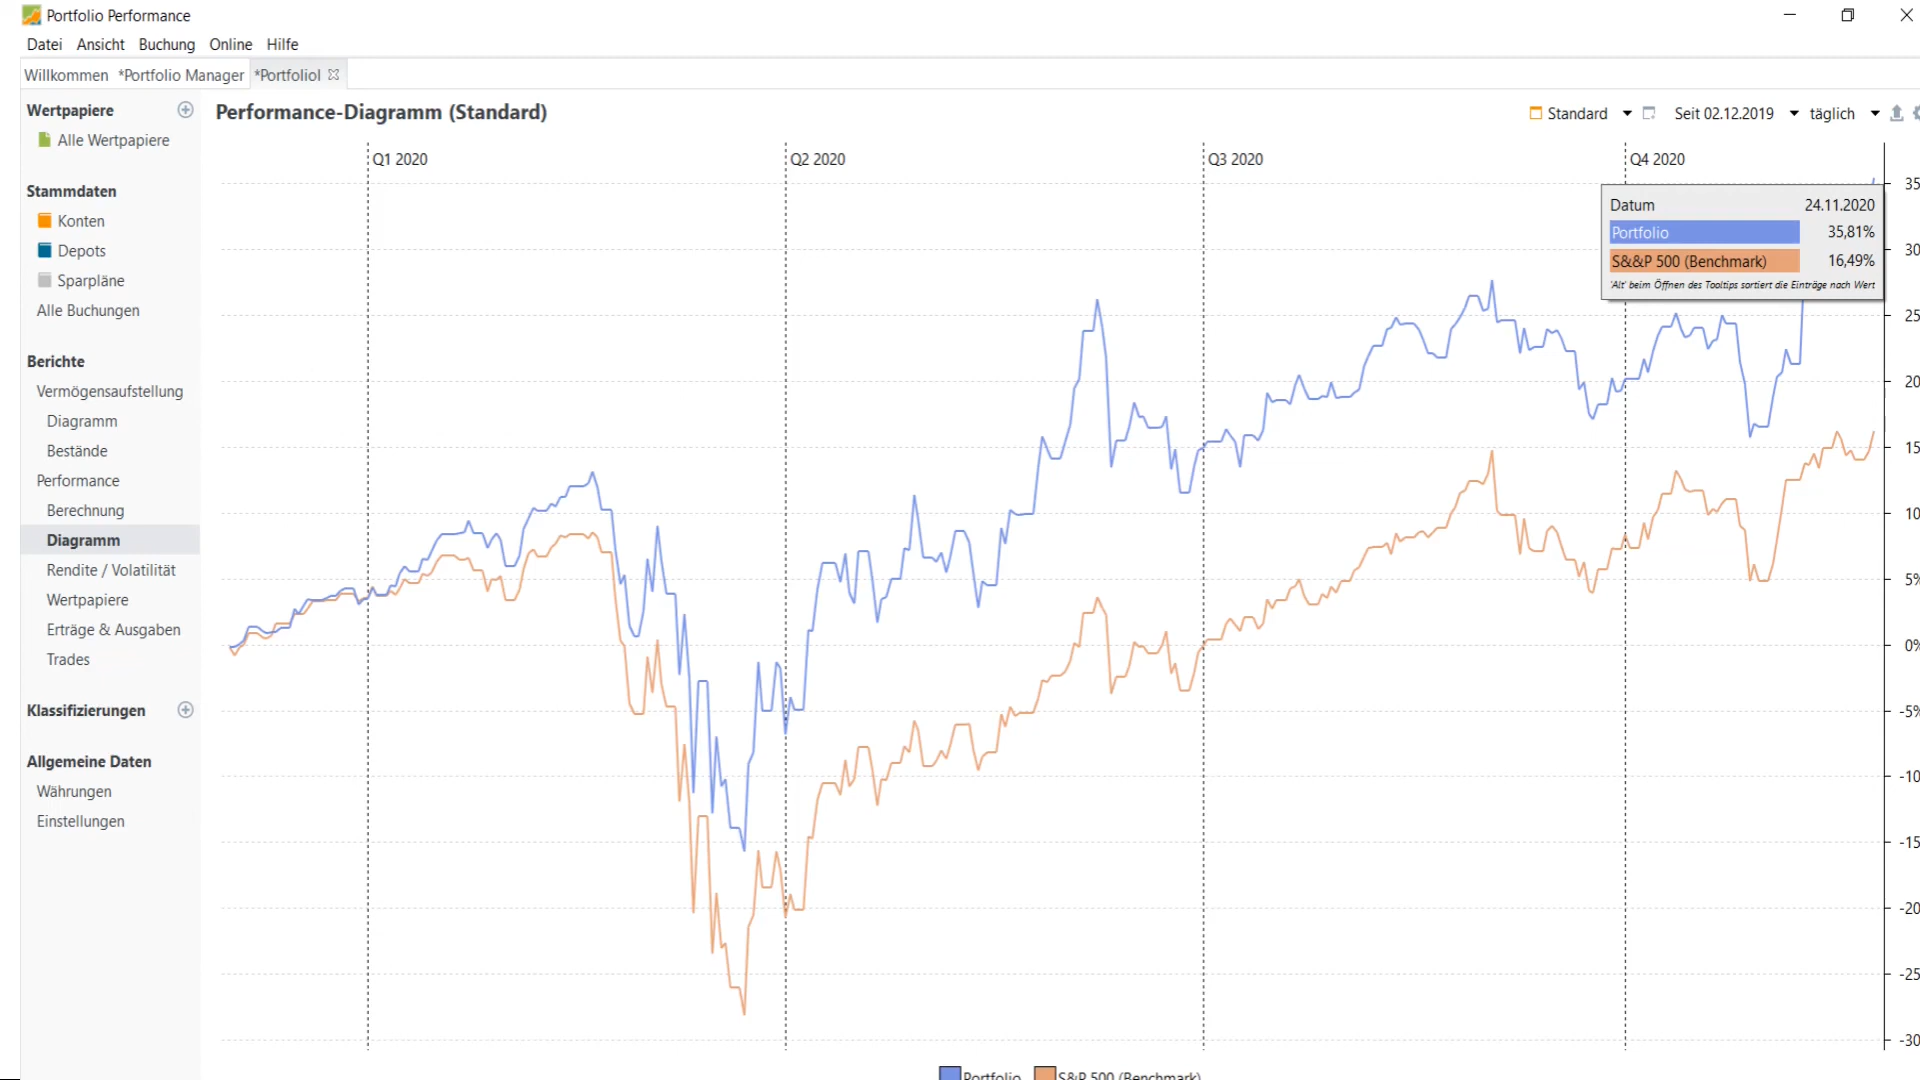 Portfolio Performance
Datei Ansicht Buchung Online Hilfe
Willkommen *Portfolio Manager *Portfoliol
Wertpapiere
Alle Wertpapiere
Stammdaten
Konten
Depots
Sparpläne
Alle Buchungen
Berichte
Vermögensaufstellung
Diagramm
Bestände
Performance
Berechnung
Diagramm
Rendite / Volatilität
Wertpapiere
Erträge & Ausgaben
Trades
Klassifizierungen
Allgemeine Daten
Währungen
Einstellungen
Performance-Diagramm (Standard)
Standard Seit 02.12.2019 täglich
Q1 2020 Q2 2020 Q3 2020 Q4 2020
Datum 24.11.2020
Portfolio 35,81%
S&&P 500 (Benchmark) 16,49%
'Alt' beim Öffnen des Tooltips sortiert die Einträge nach Wert
35
30
25
20
15
10
5%
0%
-5%
-10
-15
-20
-25
-30
Portfolio S&P 500 (Benchmark)